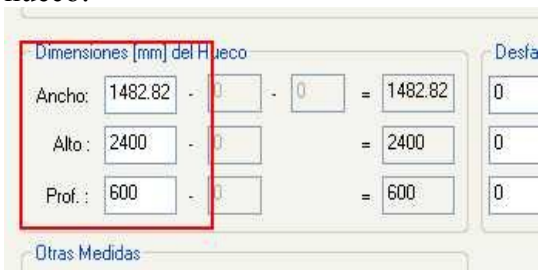 Dimensiones [mm] del Hueco
Desfa
Ancho: 1482.82 - 0 - 0 = 1482.82 0
Alto : 2400 - 0 = 2400 0
Prof. : 600 - 0 = 600 0
Otras Medidas